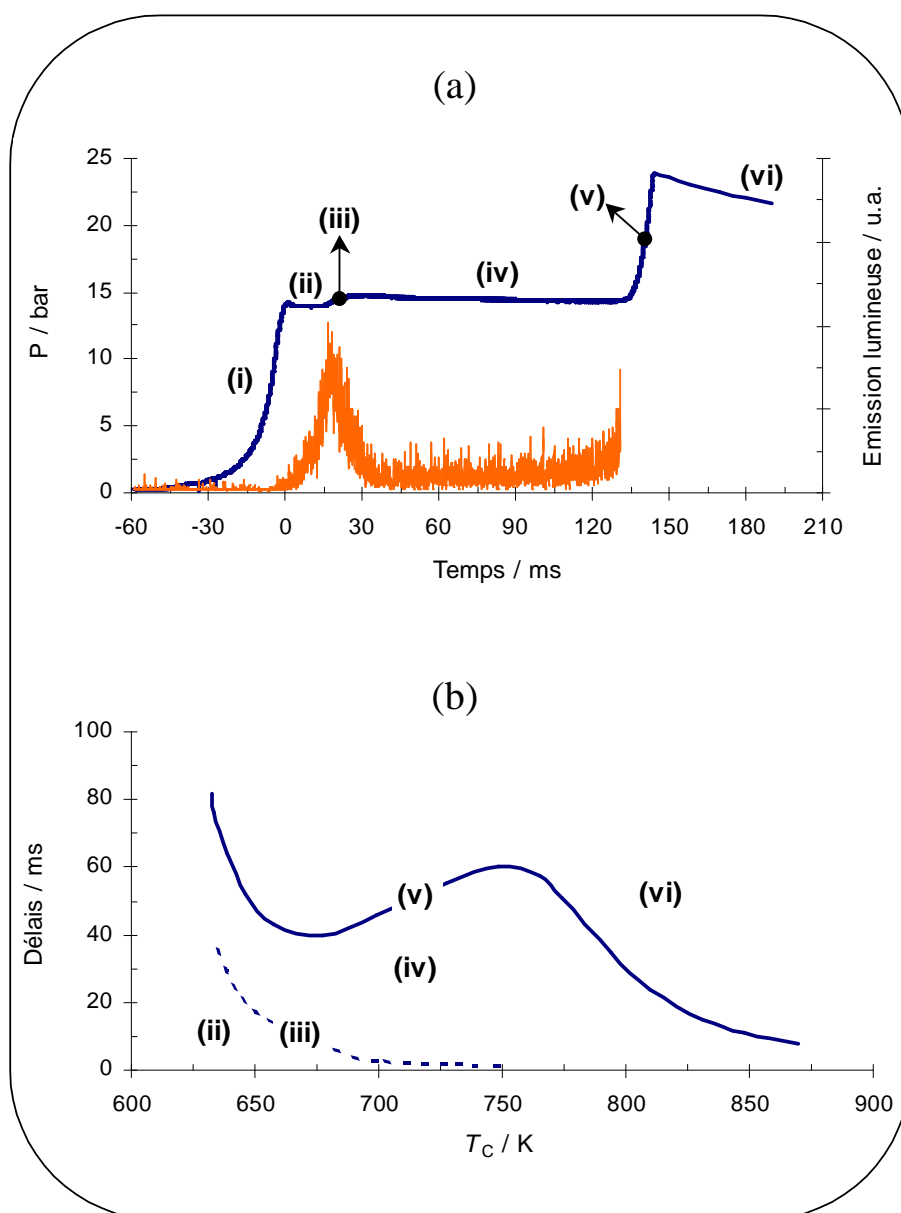 (a)
25
20
15
10
5
0
P / bar
(i)
(ii)
(iii)
(iv)
(v)
(vi)
Emission lumineuse / u.a.
-60 -30 0 30 60 90 120 150 180 210
Temps / ms
(b)
100
80
60
40
20
0
Délais / ms
(ii)
(iii)
(iv)
(v)
(vi)
600 650 700 750 800 850 900
TC / K